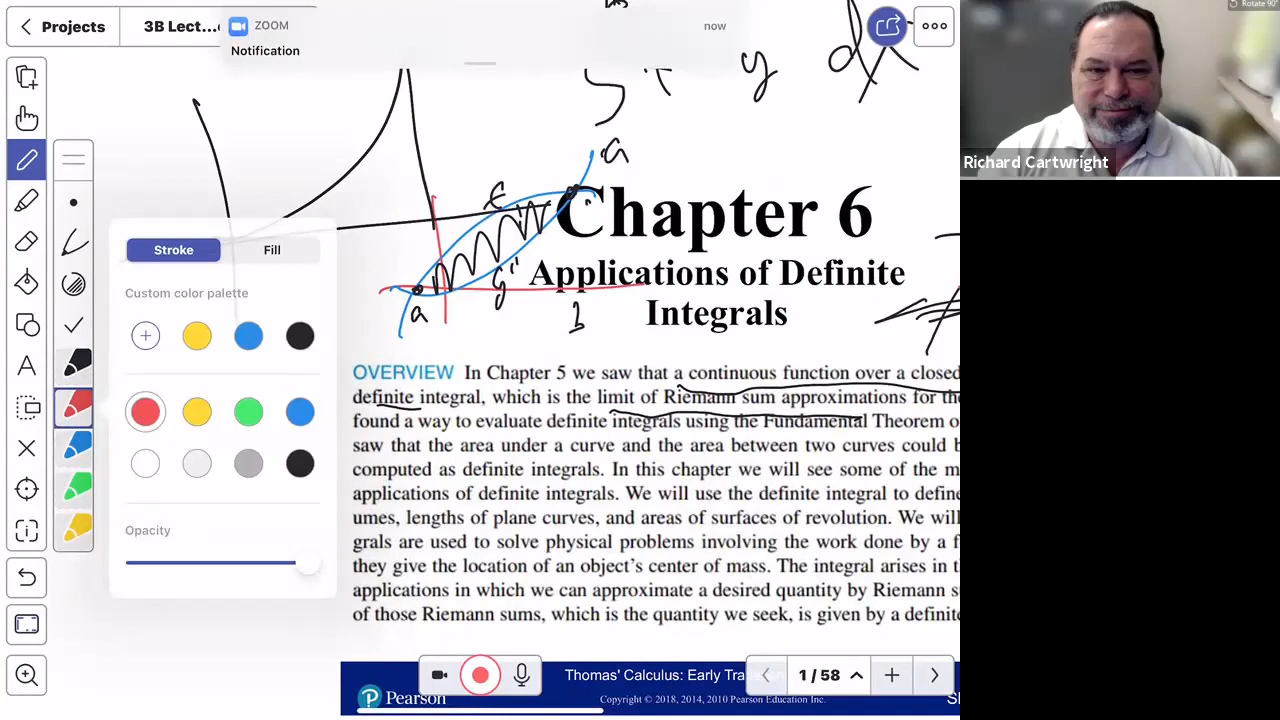 Projects
3B Lect...
ZOOM
now
Notification
Rotate 90°
y dx
a
Richard Cartwright
Chapter 6
Applications of Definite
Integrals
a
Stroke
Fill
Custom color palette
Opacity
OVERVIEW In Chapter 5 we saw that a continuous function over a closed
definite integral, which is the limit of Riemann sum approximations for the
found a way to evaluate definite integrals using the Fundamental Theorem o
saw that the area under a curve and the area between two curves could b
computed as definite integrals. In this chapter we will see some of the m
applications of definite integrals. We will use the definite integral to define
umes, lengths of plane curves, and areas of surfaces of revolution. We will
grals are used to solve physical problems involving the work done by a f
they give the location of an object's center of mass. The integral arises in t
applications in which we can approximate a desired quantity by Riemann s
of those Riemann sums, which is the quantity we seek, is given by a definite
Thomas' Calculus: Early Tra
1 / 58
Pearson
Copyright © 2018, 2014, 2010 Pearson Education Inc.